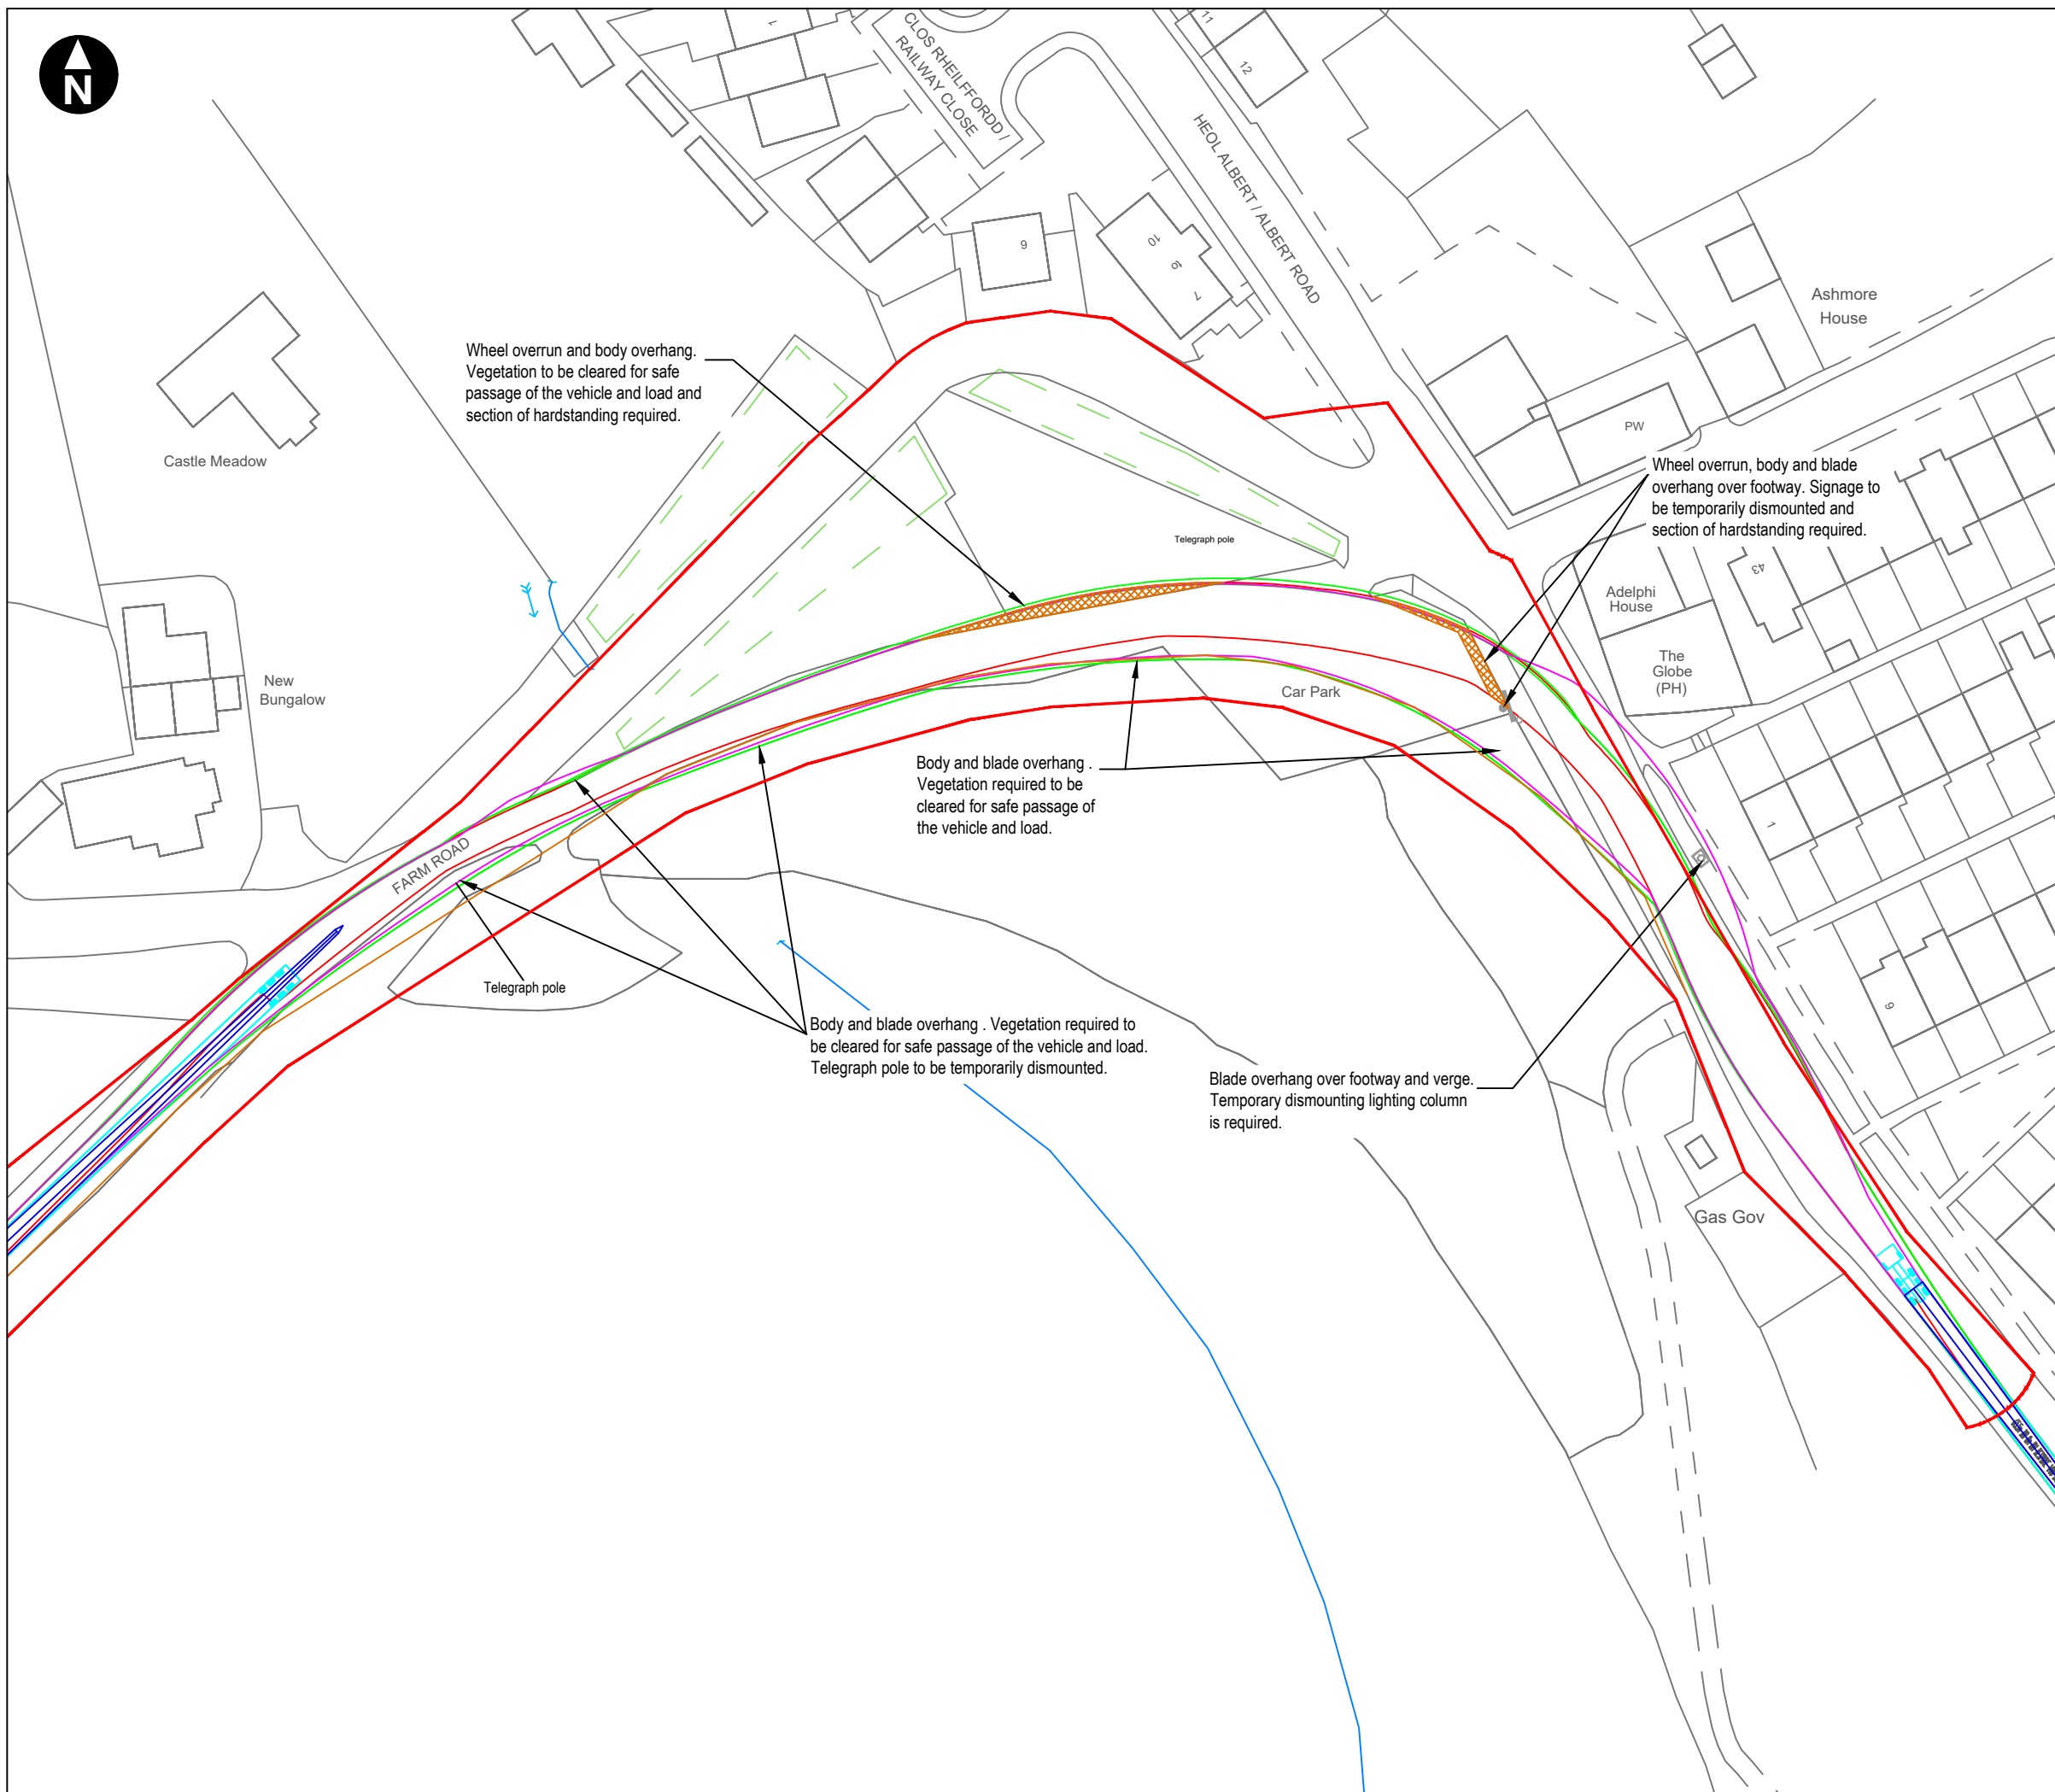 N
1
CLOS RHEILFFORDD /
RAILWAY CLOSE
11
12
HEOL ALBERT / ALBERT ROAD
6
10
9
7
Ashmore
House
Wheel overrun and body overhang.
Vegetation to be cleared for safe
passage of the vehicle and load and
section of hardstanding required.
Castle Meadow
PW
Wheel overrun, body and blade
overhang over footway. Signage to
be temporarily dismounted and
section of hardstanding required.
Telegraph pole
43
Adelphi
House
The
Globe
(PH)
New
Bungalow
Car Park
Body and blade overhang .
Vegetation required to be
cleared for safe passage of
the vehicle and load.
1
FARM ROAD
Telegraph pole
9
Body and blade overhang . Vegetation required to
be cleared for safe passage of the vehicle and load.
Telegraph pole to be temporarily dismounted.
Blade overhang over footway and verge.
Temporary dismounting lighting column
is required.
Gas Gov